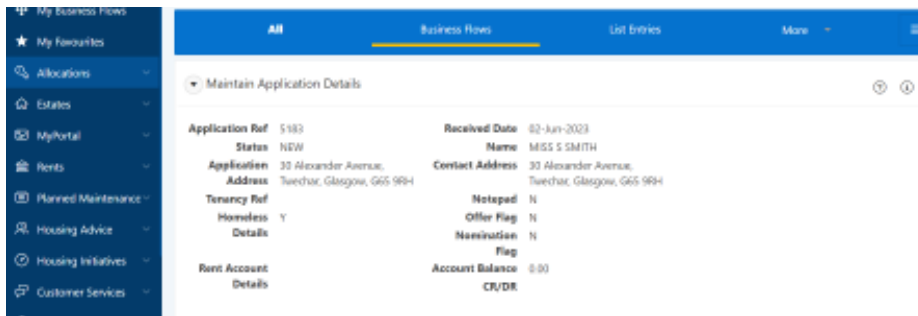 My Business Flows
My Favourites
Allocations
Estates
MyPortal
Rents
Planned Maintenance
Housing Advice
Housing Initiatives
Customer Services
All Business Flows List Entries More
Maintain Application Details
Application Ref 5183 Received Date 02-Jun-2023
Status NEW Name MISS S SMITH
Application 30 Alexander Avenue, Contact Address 30 Alexander Avenue,
Address Twechar, Glasgow, G65 9RH Twechar, Glasgow, G65 9RH
Tenancy Ref Notepad N
Homeless Y Offer Flag N
Details Nomination N
Flag
Rent Account Account Balance 0.00
Details CR/DR